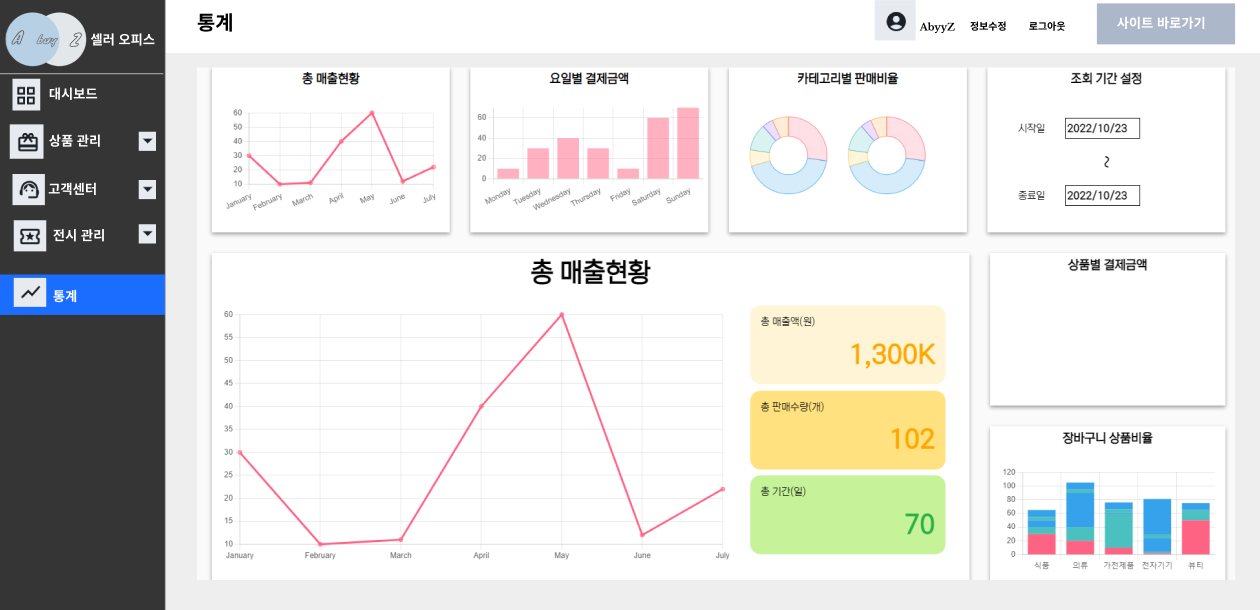 A buzy Z 셀러 오피스
대시보드
상품 관리
고객센터
전시 관리
통계
통계
AbyyZ 정보수정 로그아웃 사이트 바로가기
총 매출현황
60
50
40
30
20
10
January February March April May June July
요일별 결제금액
60
40
20
0
Monday Tuesday Wednesday Thursday Friday Saturday Sunday
카테고리별 판매비율
조회 기간 설정
시작일 2022/10/23
~
종료일 2022/10/23
총 매출현황
60
55
50
45
40
35
30
25
20
15
10
January February March April May June July
총 매출액(원)
1,300K
총 판매수량(개)
102
총 기간(일)
70
상품별 결제금액
장바구니 상품비율
120
100
80
60
40
20
0
식품 의류 가전제품 전자기기 뷰티